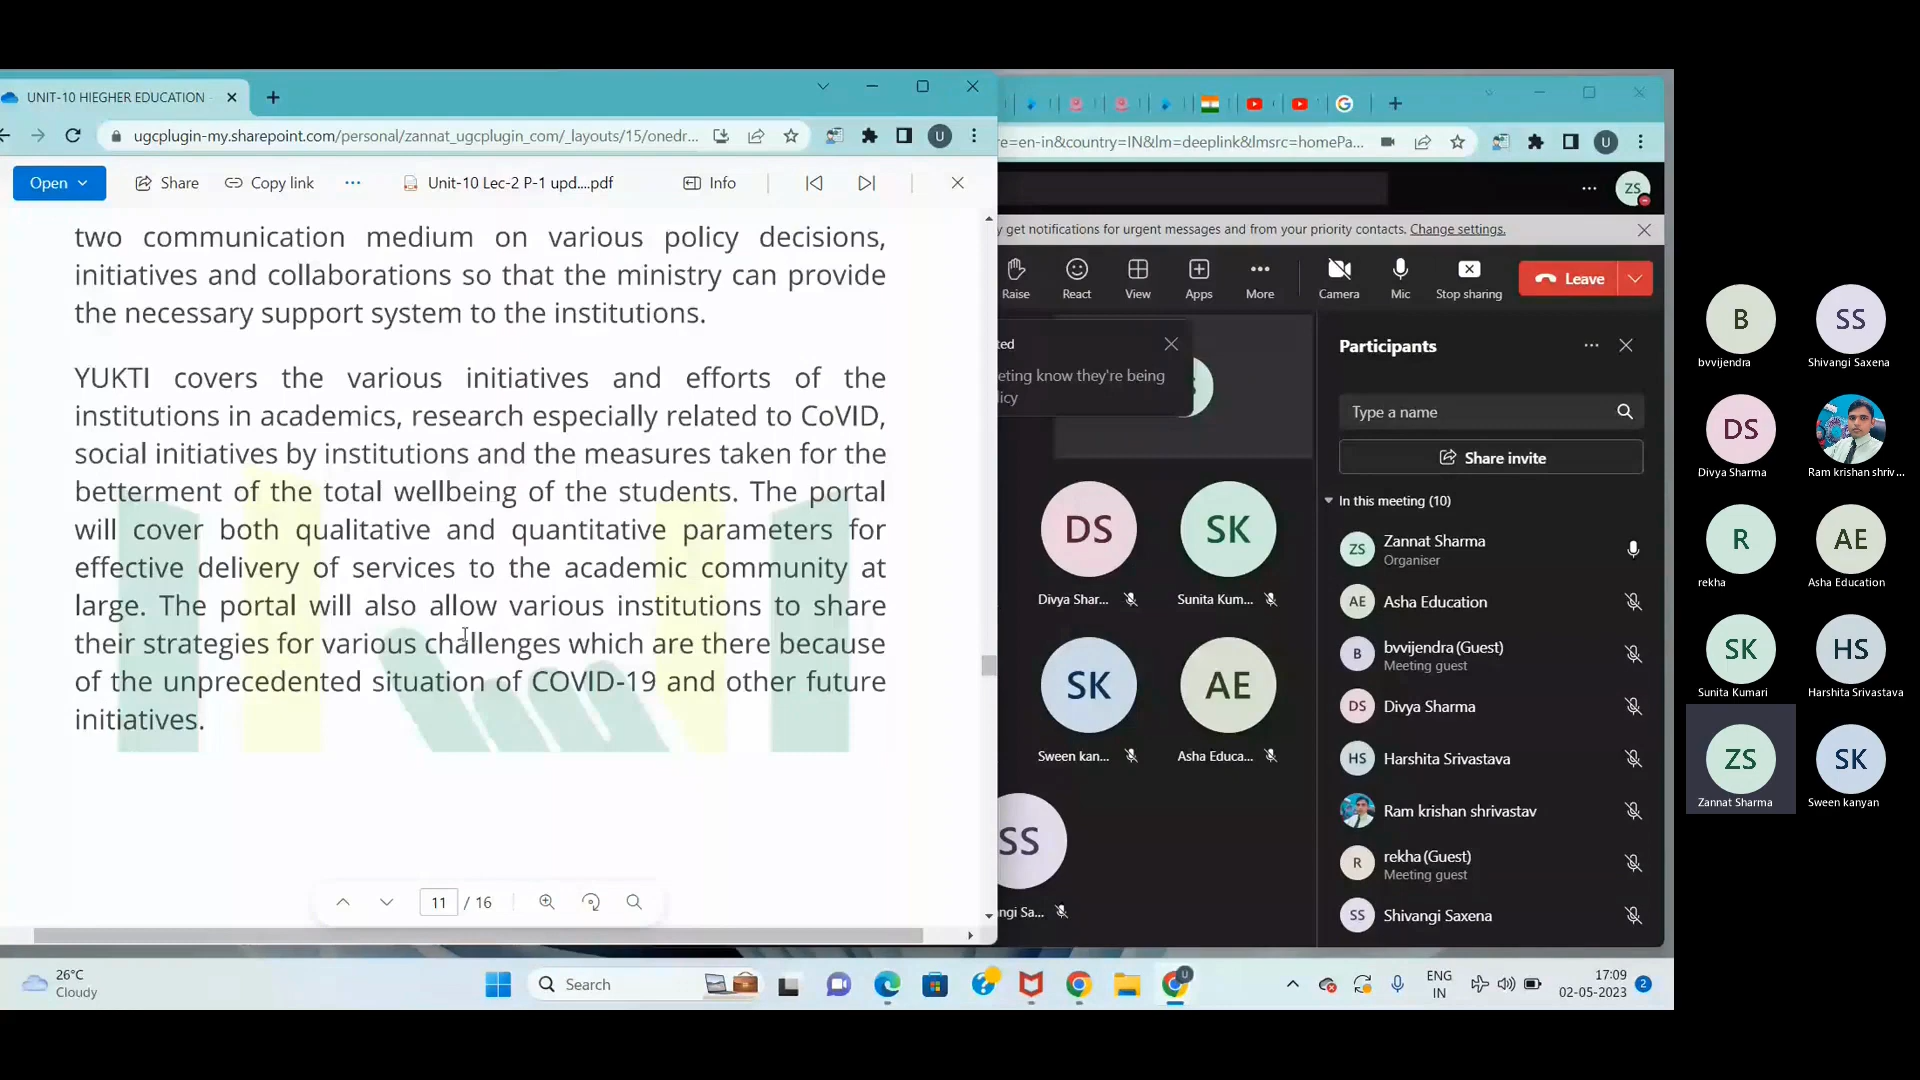 UNIT-10 HIEGHER EDUCATION
ugcplugin-my.sharepoint.com/personal/zannat_ugcplugin_com/_layouts/15/onedr...
U
Open
Share
Copy link
Unit-10 Lec-2 P-1 upd....pdf
Info
two communication medium on various policy decisions,
initiatives and collaborations so that the ministry can provide
the necessary support system to the institutions.
YUKTI covers the various initiatives and efforts of the
institutions in academics, research especially related to CoVID,
social initiatives by institutions and the measures taken for the
betterment of the total wellbeing of the students. The portal
will cover both qualitative and quantitative parameters for
effective delivery of services to the academic community at
large. The portal will also allow various institutions to share
their strategies for various challenges which are there because
of the unprecedented situation of COVID-19 and other future
initiatives.
11 / 16
re=en-in&country=IN&lm=deeplink&lmsrc=homePa...
U
ZS
y get notifications for urgent messages and from your priority contacts. Change settings.
Raise
React
View
Apps
More
Camera
Mic
Stop sharing
Leave
ted
eting know they're being
licy
DS
Divya Shar...
SK
Sunita Kum...
SK
Sween kan...
AE
Asha Educa...
SS
ngi Sa...
Participants
Type a name
Share invite
In this meeting (10)
ZS
Zannat Sharma
Organiser
AE
Asha Education
B
bvvijendra (Guest)
Meeting guest
DS
Divya Sharma
HS
Harshita Srivastava
Ram krishan shrivastav
R
rekha (Guest)
Meeting guest
SS
Shivangi Saxena
B
bvvijendra
SS
Shivangi Saxena
DS
Divya Sharma
Ram krishan shriv...
R
rekha
AE
Asha Education
SK
Sunita Kumari
HS
Harshita Srivastava
ZS
Zannat Sharma
SK
Sween kanyan
26°C
Cloudy
Search
U
ENG
IN
17:09
02-05-2023
2